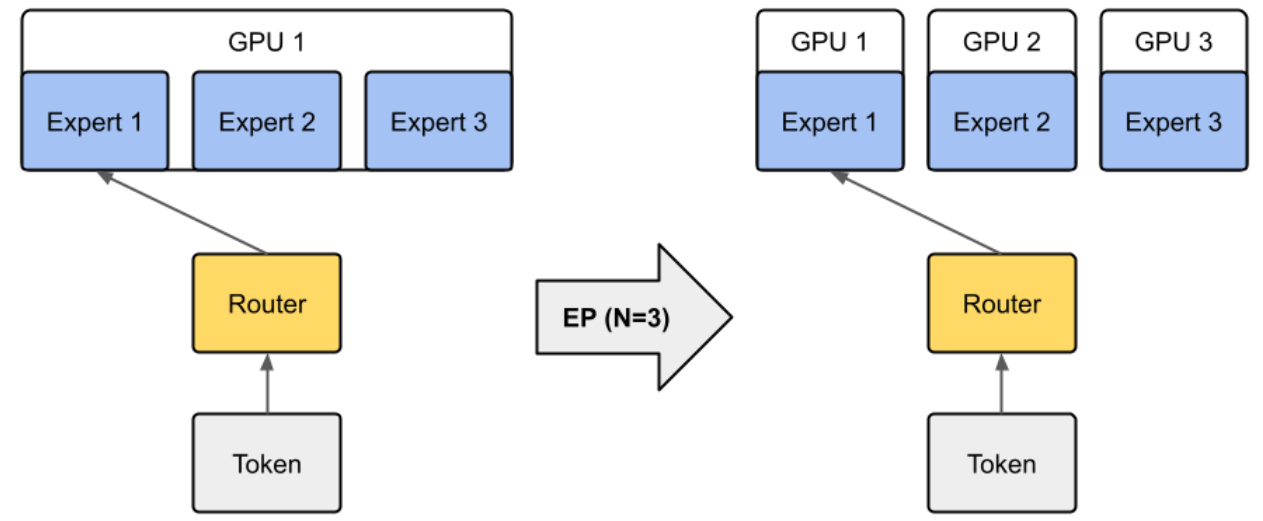 GPU 1
Expert 1
Expert 2
Expert 3
Router
Token
EP (N=3)
GPU 1
GPU 2
GPU 3
Expert 1
Expert 2
Expert 3
Router
Token